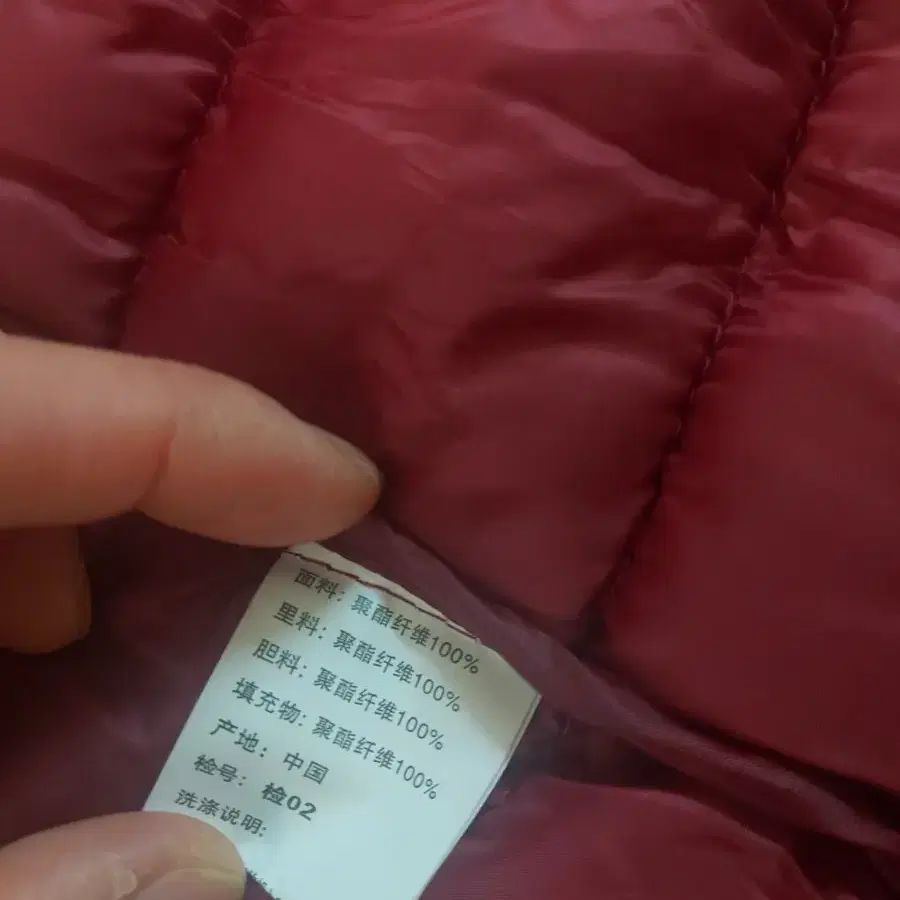 面料: 聚酯纤维100%
里料: 聚酯纤维100%
胆料: 聚酯纤维100%
填充物: 聚酯纤维100%
产地: 中国
检号: 检02
洗涤说明: